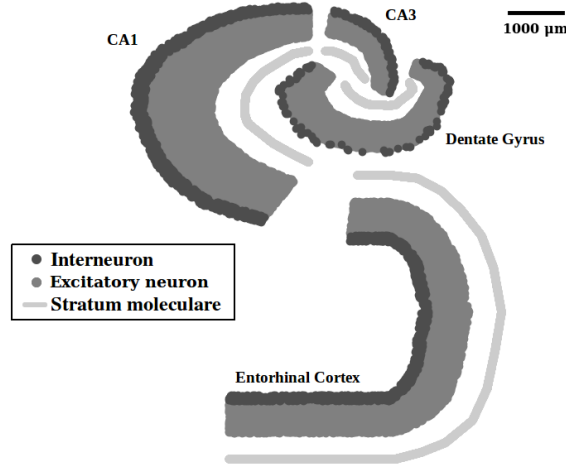 CA3
1000 μm
CA1
Dentate Gyrus
Interneuron
Excitatory neuron
Stratum moleculare
Entorhinal Cortex